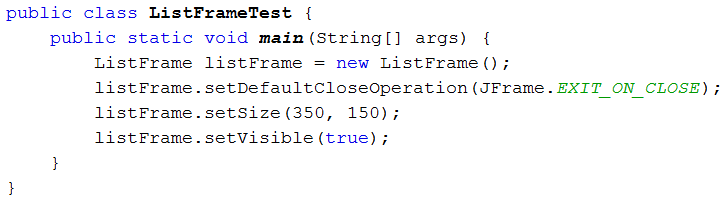 public class ListFrameTest {
    public static void main(String[] args) {
        ListFrame listFrame = new ListFrame();
        listFrame.setDefaultCloseOperation(JFrame.EXIT_ON_CLOSE);
        listFrame.setSize(350, 150);
        listFrame.setVisible(true);
    }
}